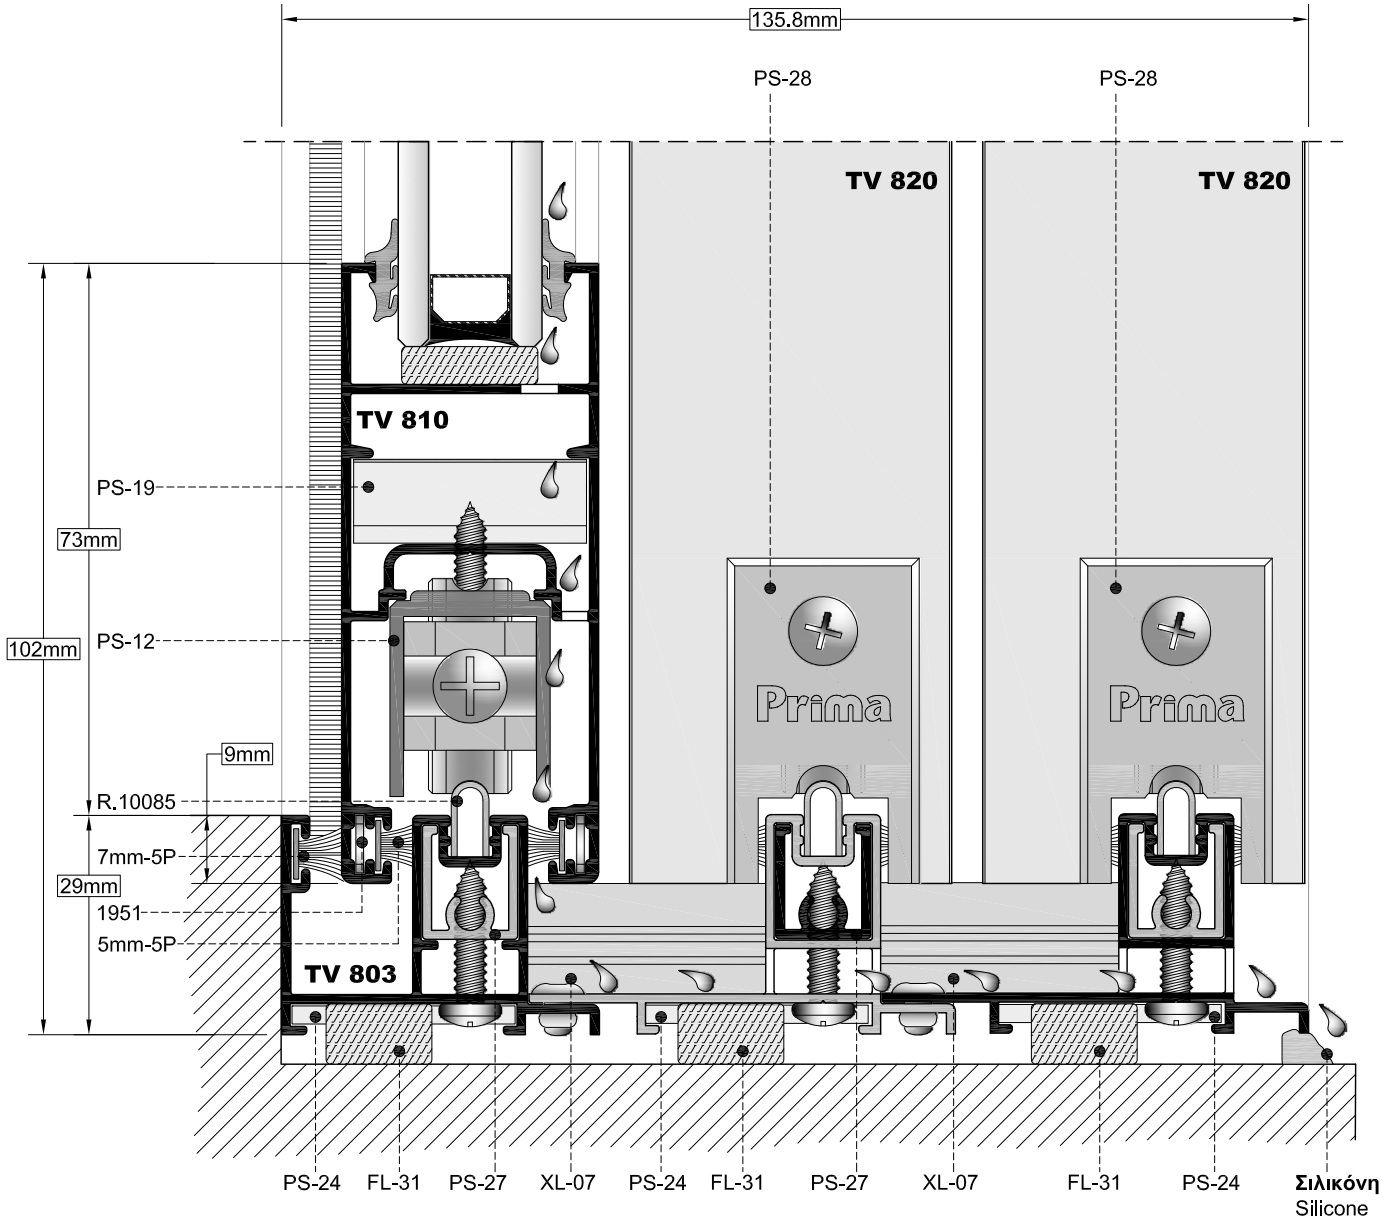 135.8mm
PS-28
PS-28
TV 820
TV 820
TV 810
PS-19
73mm
PS-12
102mm
Prima
Prima
9mm
R.10085
7mm-5P
29mm
1951
5mm-5P
TV 803
PS-24
FL-31
PS-27
XL-07
PS-24
FL-31
PS-27
XL-07
FL-31
PS-24
Σιλικόνη
Silicone